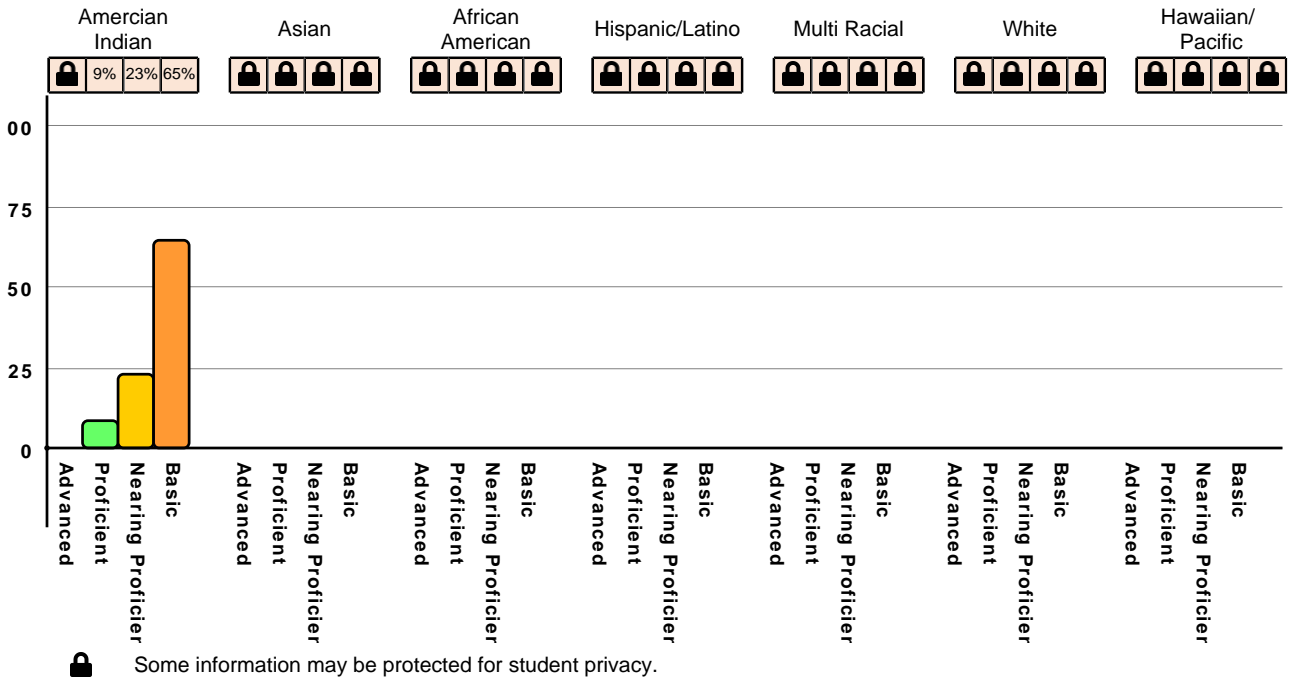 Amercian
Indian
Asian
African
American
Hispanic/Latino
Multi Racial
White
Hawaiian/
Pacific
9% 23% 65%
00
75
50
25
0
Advanced
Proficient
Nearing Proficier
Basic
Advanced
Proficient
Nearing Proficier
Basic
Advanced
Proficient
Nearing Proficier
Basic
Advanced
Proficient
Nearing Proficier
Basic
Advanced
Proficient
Nearing Proficier
Basic
Advanced
Proficient
Nearing Proficier
Basic
Advanced
Proficient
Nearing Proficier
Basic
Some information may be protected for student privacy.